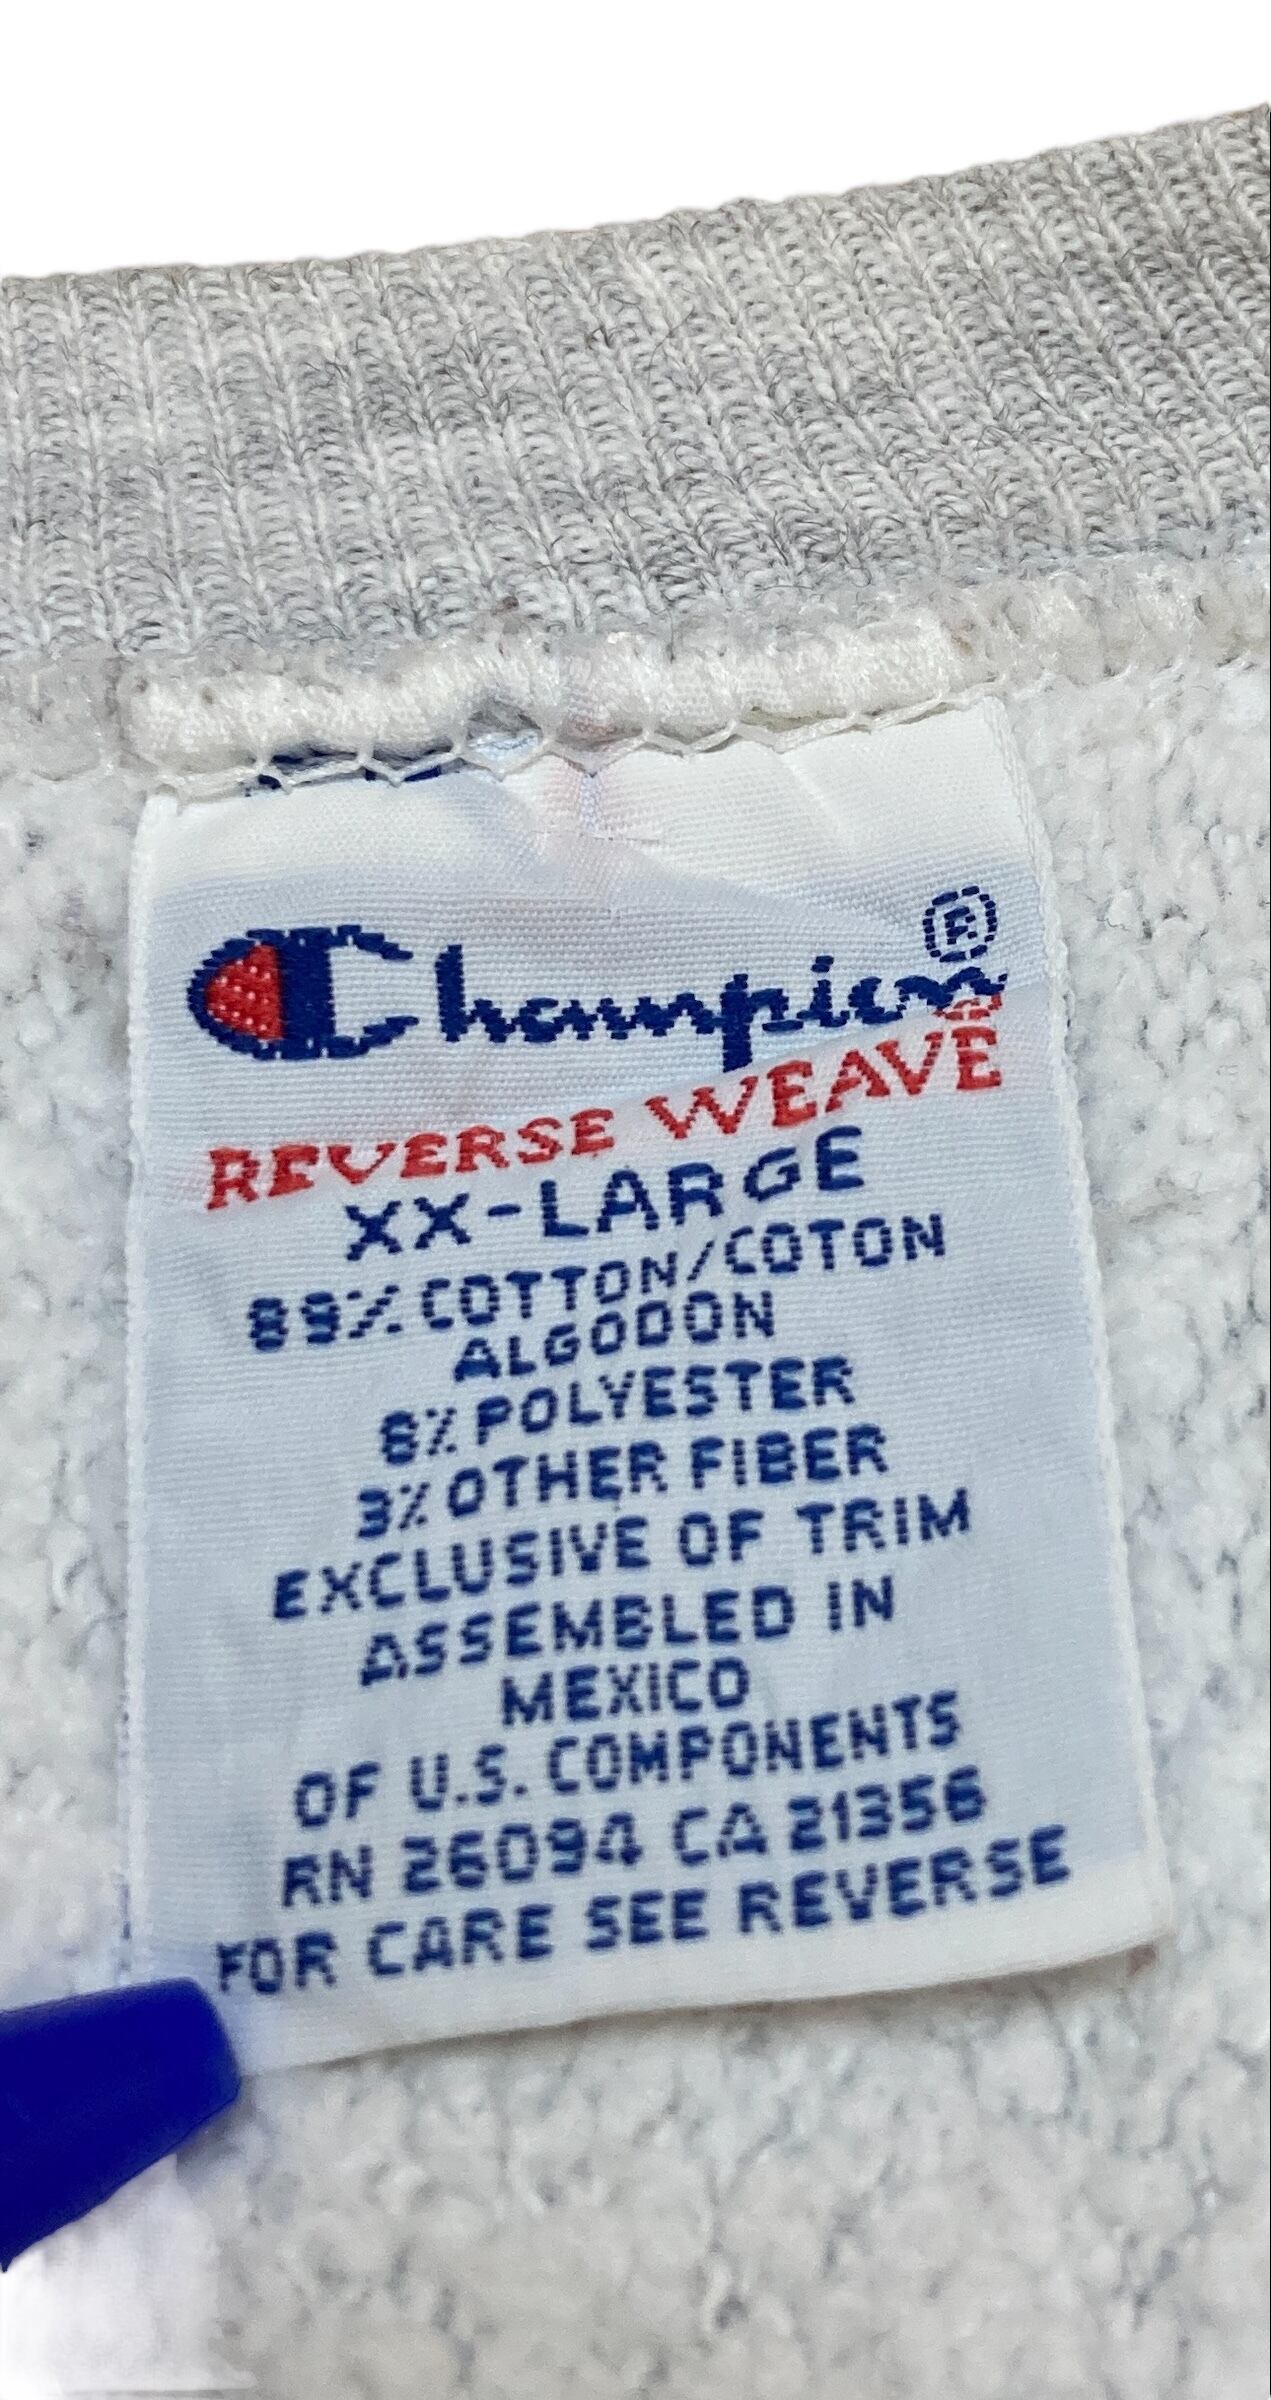 Champion®
REVERSE WEAVE®
XX-LARGE
89% COTTON/COTON
ALGODON
8% POLYESTER
3% OTHER FIBER
EXCLUSIVE OF TRIM
ASSEMBLED IN
MEXICO
OF U.S. COMPONENTS
RN 26094 CA 21356
FOR CARE SEE REVERSE